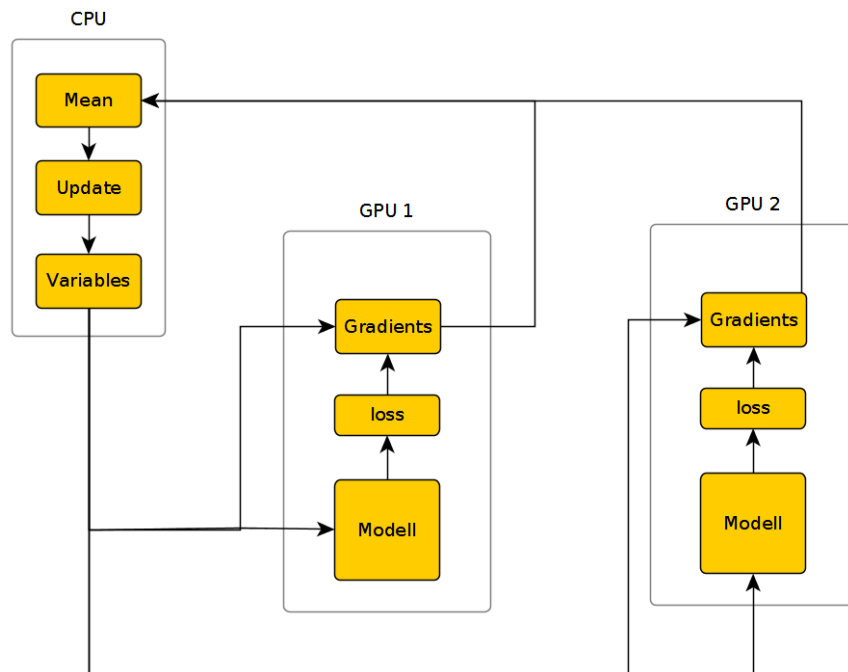 CPU
Mean
Update
Variables
GPU 1
Gradients
loss
Modell
GPU 2
Gradients
loss
Modell